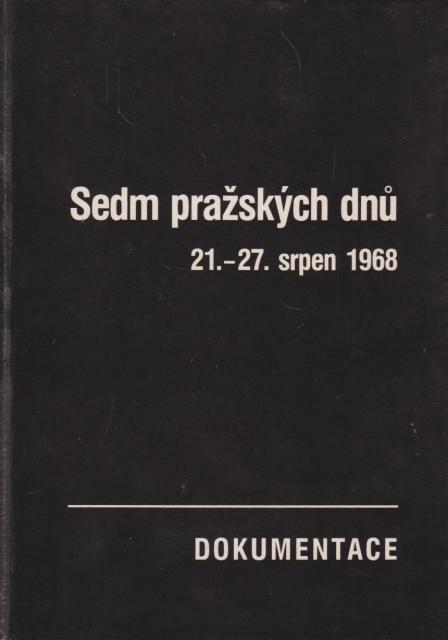 Sedm pražských dnů
21.–27. srpen 1968
DOKUMENTACE